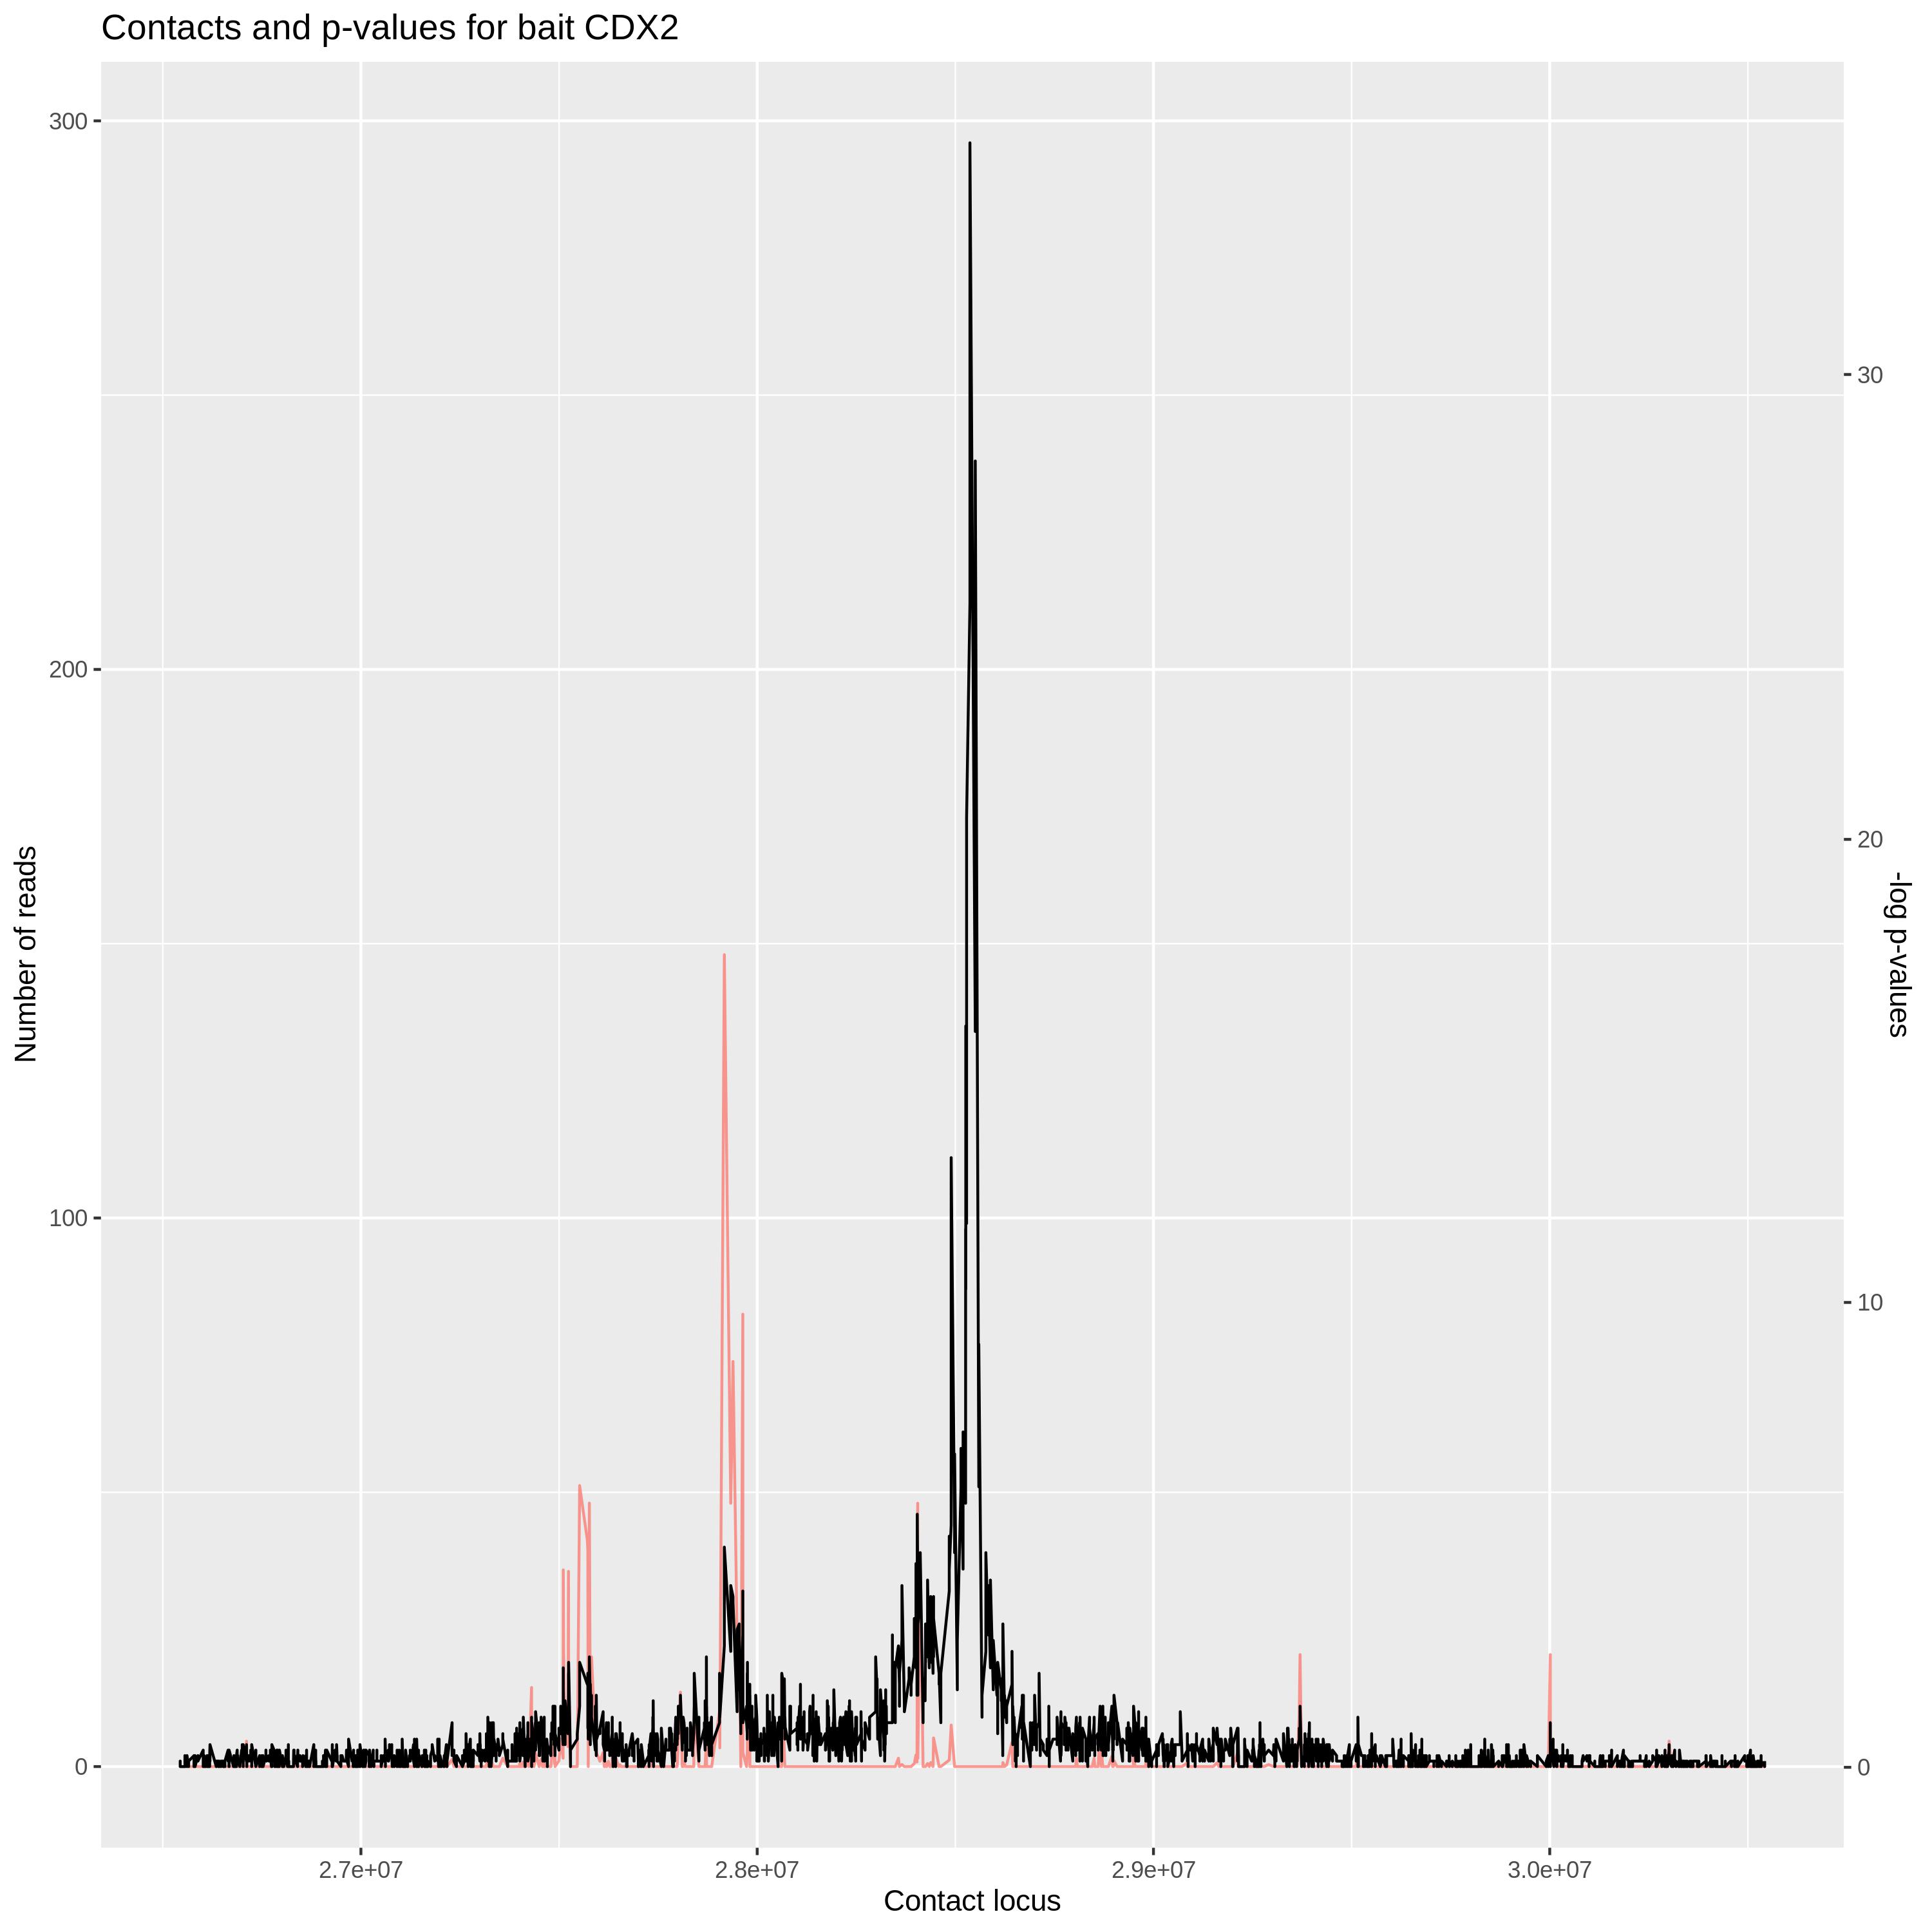 Contacts and p-values for bait CDX2
300
200
100
0
Number of reads
30
20
10
0
-log p-values
2.7e+07
2.8e+07
2.9e+07
3.0e+07
Contact locus